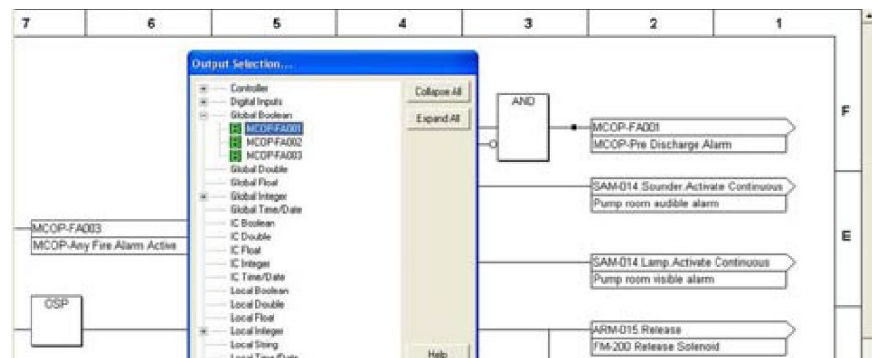 7 6 5 4 3 2 1
Output Selection...
Controller
Digital Inputs
Global Boolean
MCOP-FA001
MCOP-FA002
MCOP-FA003
Global Double
Global Float
Global Integer
Global Time/Date
IC Boolean
IC Double
IC Float
IC Integer
IC Time/Date
Local Boolean
Local Double
Local Float
Local Integer
Local String
Local Time/Date
Collapse All
Expand All
Help
AND
MCOP-FA001
MCOP-Pre Discharge Alarm
F
SAM-014.Sounder.Activate Continuous
Pump room audible alarm
MCOP-FA003
MCOP-Any Fire Alarm Active
E
SAM-014.Lamp.Activate Continuous
Pump room visible alarm
OSP
ARM-015.Release
FM-200 Release Solenoid